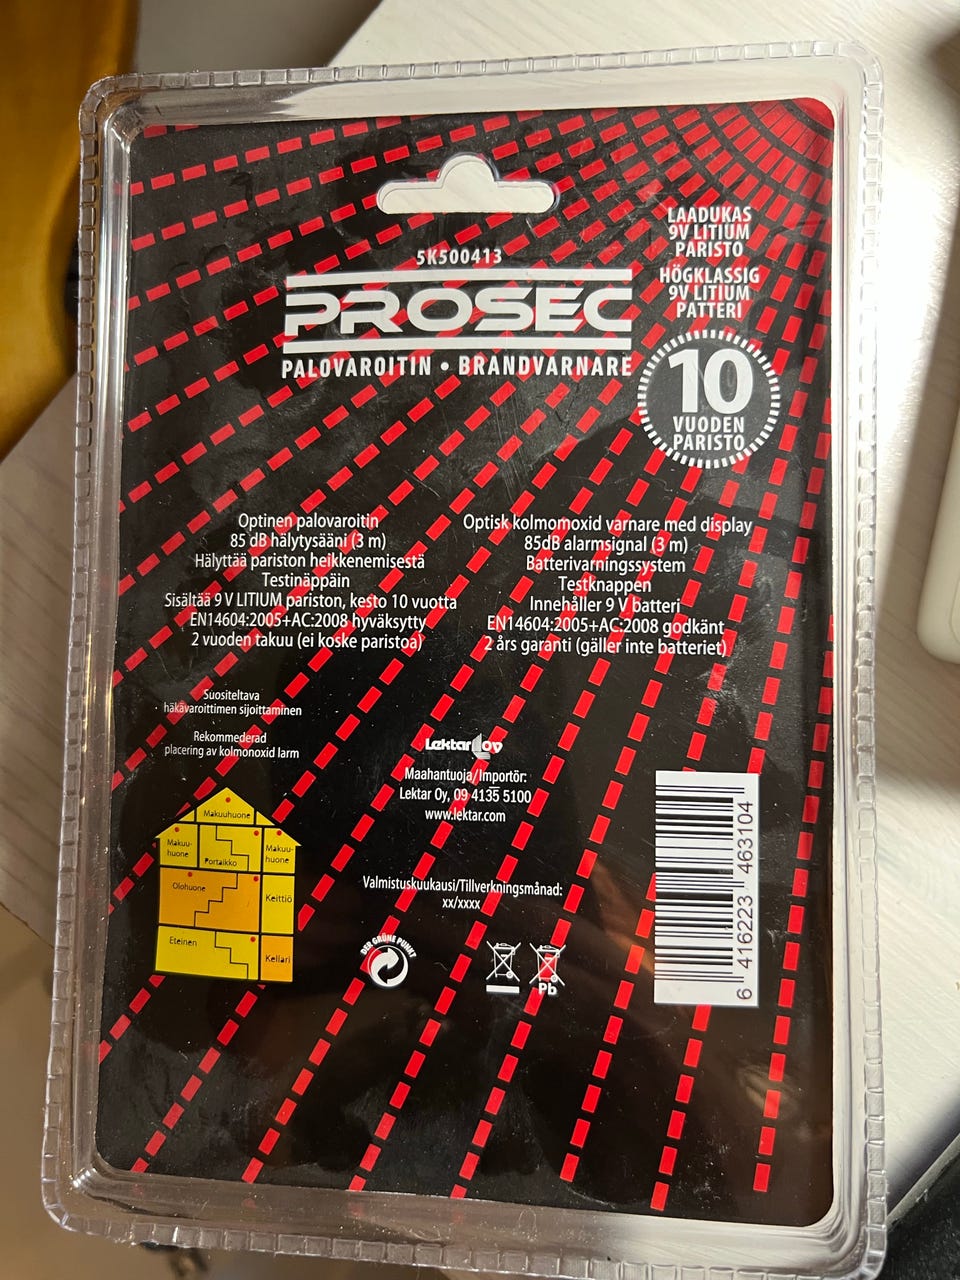 5K500413
PROSEC
PALOVAROITIN • BRANDVARNARE
LAADUKAS
9V LITIUM
PARISTO
HÖGKLASSIG
9V LITIUM
PATTERI
10
VUODEN
PARISTO
Optinen palovaroitin
85 dB hälytysääni (3 m)
Hälyttää pariston heikkenemisestä
Testinäppäin
Sisältää 9 V LITIUM pariston, kesto 10 vuotta
EN14604:2005+AC:2008 hyväksytty
2 vuoden takuu (ei koske paristoa)
Optisk kolmomoxid varnare med display
85dB alarmsignal (3 m)
Batterivarningssystem
Testknappen
Innehåller 9 V batteri
EN14604:2005+AC:2008 godkänt
2 års garanti (gäller inte batteriet)
Suositeltava
häkävaroittimen sijoittaminen
Rekommederad
placering av kolmonoxid larm
Makuuhuone
Makuu-
huone
Portaikko
Makuu-
huone
Olohuone
Keittiö
Eteinen
Kellari
Lektar oy
Maahantuoja/Importör:
Lektar Oy, 09 4135 5100
www.lektar.com
Valmistuskuukausi/Tillverkningsmånad:
xx/xxxx
DER GRÜNE PUNKT
Pb
6 416223 463104